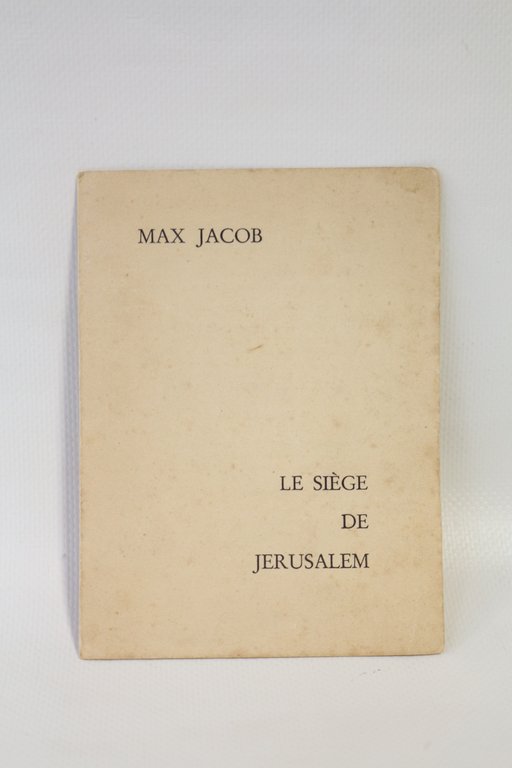 MAX JACOB
LE SIÈGE
DE
JERUSALEM